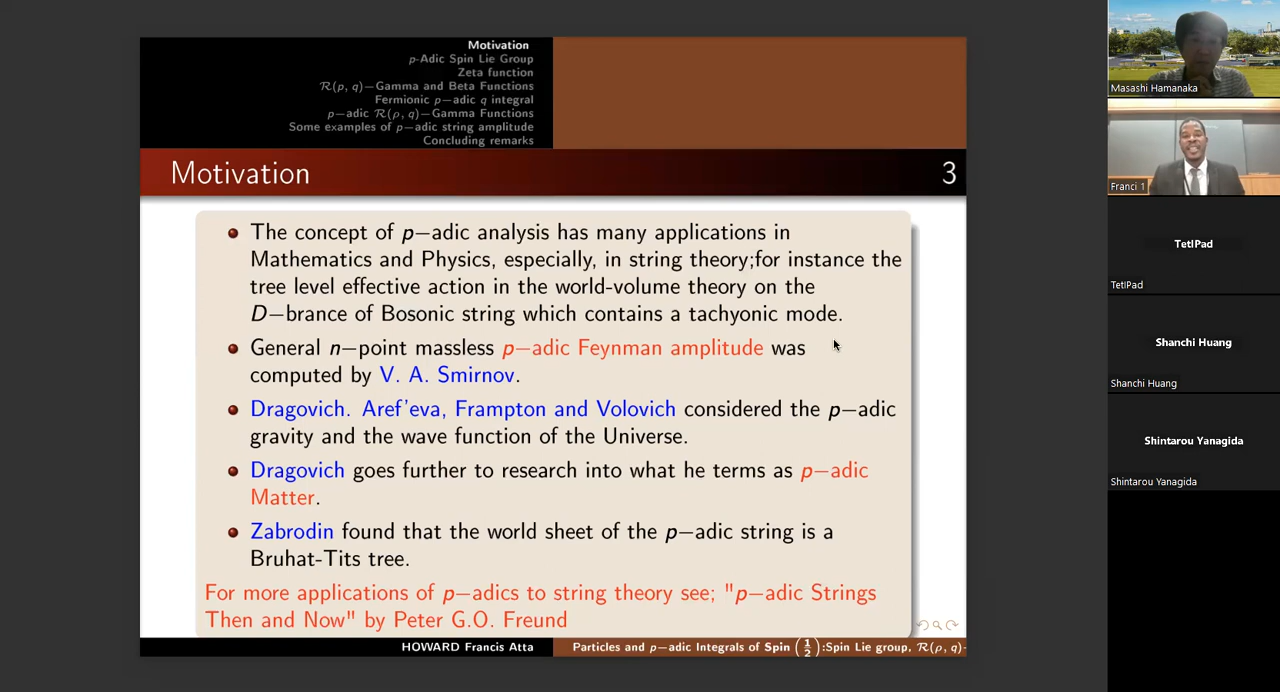 Motivation
p-Adic Spin Lie Group
Zeta function
ℛ(p, q)−Gamma and Beta Functions
Fermionic p−adic q integral
p−adic ℛ(ρ, q)−Gamma Functions
Some examples of p−adic string amplitude
Concluding remarks
Motivation 3
The concept of p−adic analysis has many applications in
Mathematics and Physics, especially, in string theory;for instance the
tree level effective action in the world-volume theory on the
D−brance of Bosonic string which contains a tachyonic mode.
General n−point massless p−adic Feynman amplitude was
computed by V. A. Smirnov.
Dragovich. Aref'eva, Frampton and Volovich considered the p−adic
gravity and the wave function of the Universe.
Dragovich goes further to research into what he terms as p−adic
Matter.
Zabrodin found that the world sheet of the p−adic string is a
Bruhat-Tits tree.
For more applications of p−adics to string theory see; "p−adic Strings
Then and Now" by Peter G.O. Freund
HOWARD Francis Atta
Particles and p−adic Integrals of Spin (1/2):Spin Lie group, ℛ(ρ, q)-
Masashi Hamanaka
Franci 1
TetIPad
TetIPad
Shanchi Huang
Shanchi Huang
Shintarou Yanagida
Shintarou Yanagida